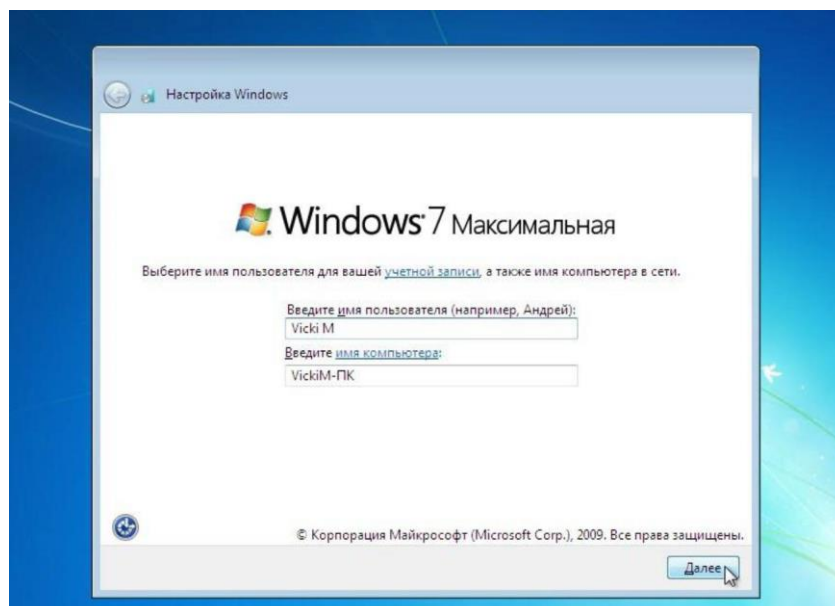 Настройка Windows
Windows 7 Максимальная
Выберите имя пользователя для вашей учетной записи, а также имя компьютера в сети.
Введите имя пользователя (например, Андрей):
Vicki M
Введите имя компьютера:
VickiM-ПК
© Корпорация Майкрософт (Microsoft Corp.), 2009. Все права защищены.
Далее